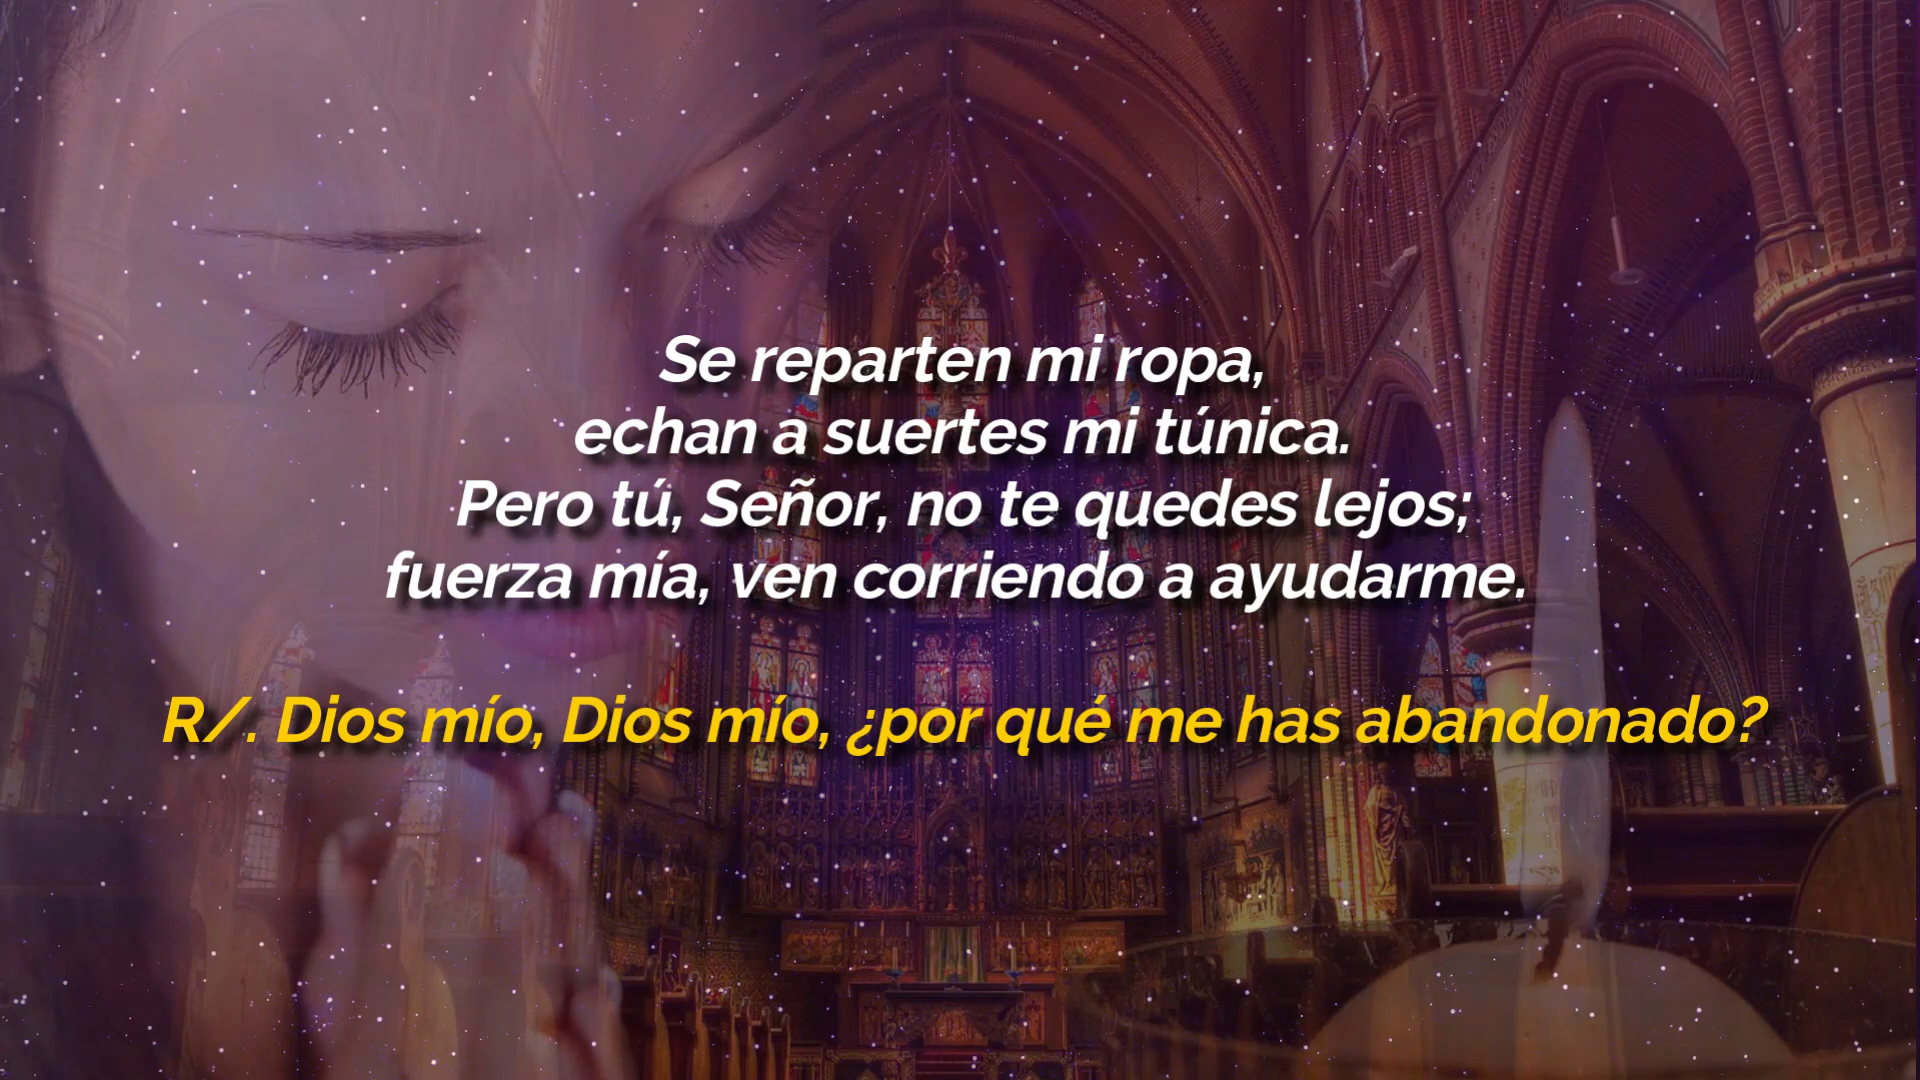 Se reparten mi ropa,
echan a suertes mi túnica.
Pero tú, Señor, no te quedes lejos;
fuerza mía, ven corriendo a ayudarme.
R/. Dios mío, Dios mío, ¿por qué me has abandonado?